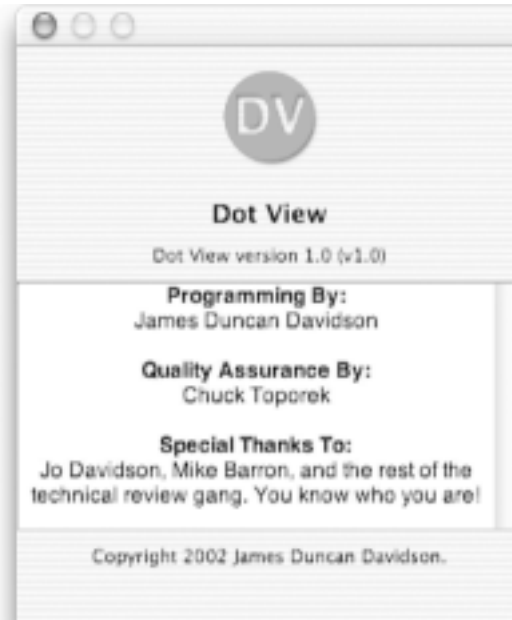 DV
Dot View
Dot View version 1.0 (v1.0)
Programming By:
James Duncan Davidson
Quality Assurance By:
Chuck Toporek
Special Thanks To:
Jo Davidson, Mike Barron, and the rest of the
technical review gang. You know who you are!
Copyright 2002 James Duncan Davidson.